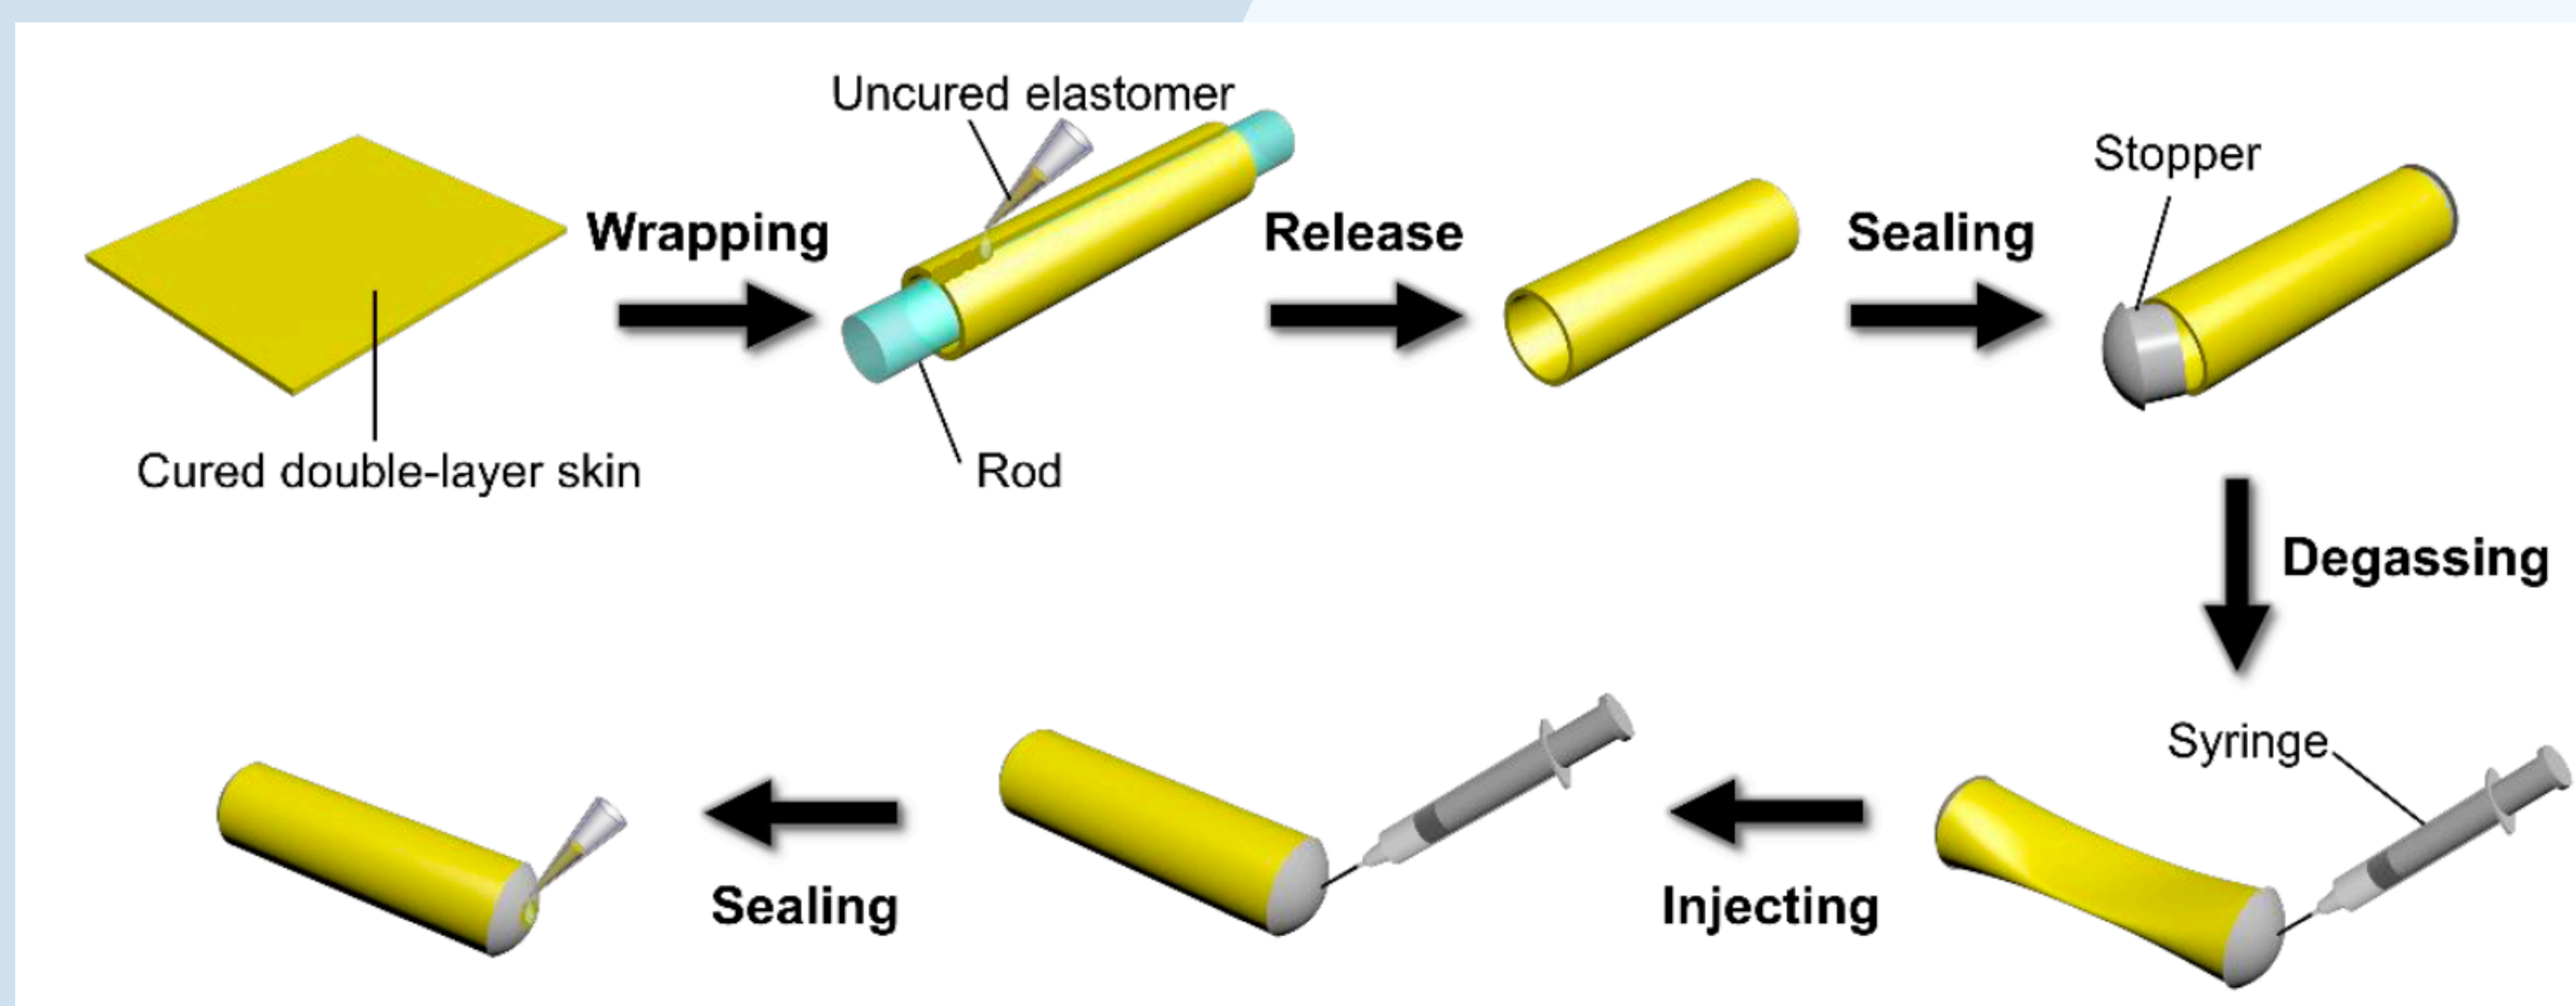 Uncured elastomer
Stopper
Wrapping
Release
Sealing
Cured double-layer skin
Rod
Degassing
Syringe
Injecting
Sealing